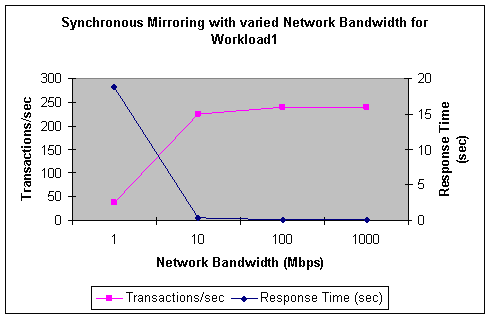 Synchronous Mirroring with varied Network Bandwidth for
Workload1
300
250
200
150
100
50
0
Transactions/sec
20
15
10
5
0
Response Time
(sec)
1 10 100 1000
Network Bandwidth (Mbps)
Transactions/sec Response Time (sec)